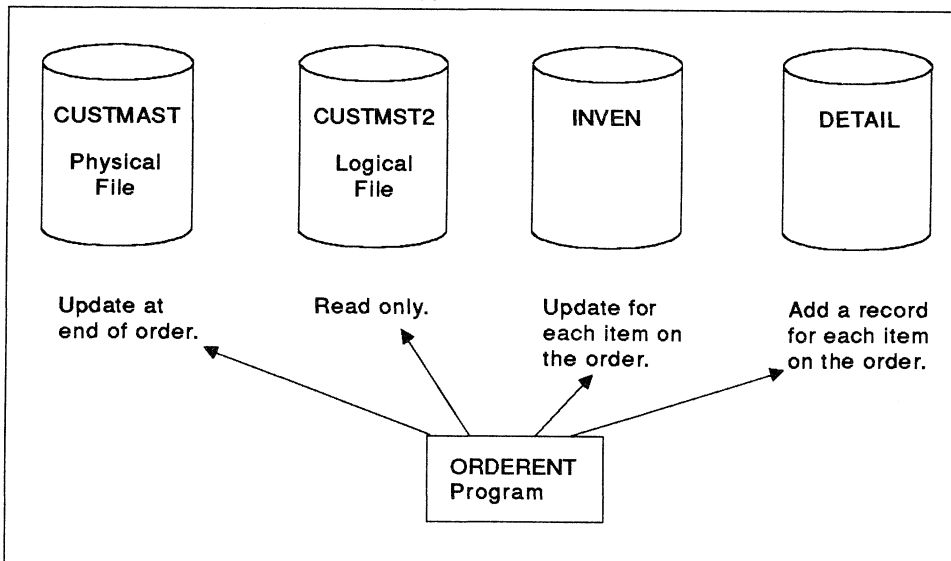 CUSTMAST
Physical
File
CUSTMST2
Logical
File
INVEN
DETAIL
Update at
end of order.
Read only.
Update for
each item on
the order.
Add a record
for each item
on the order.
ORDERENT
Program